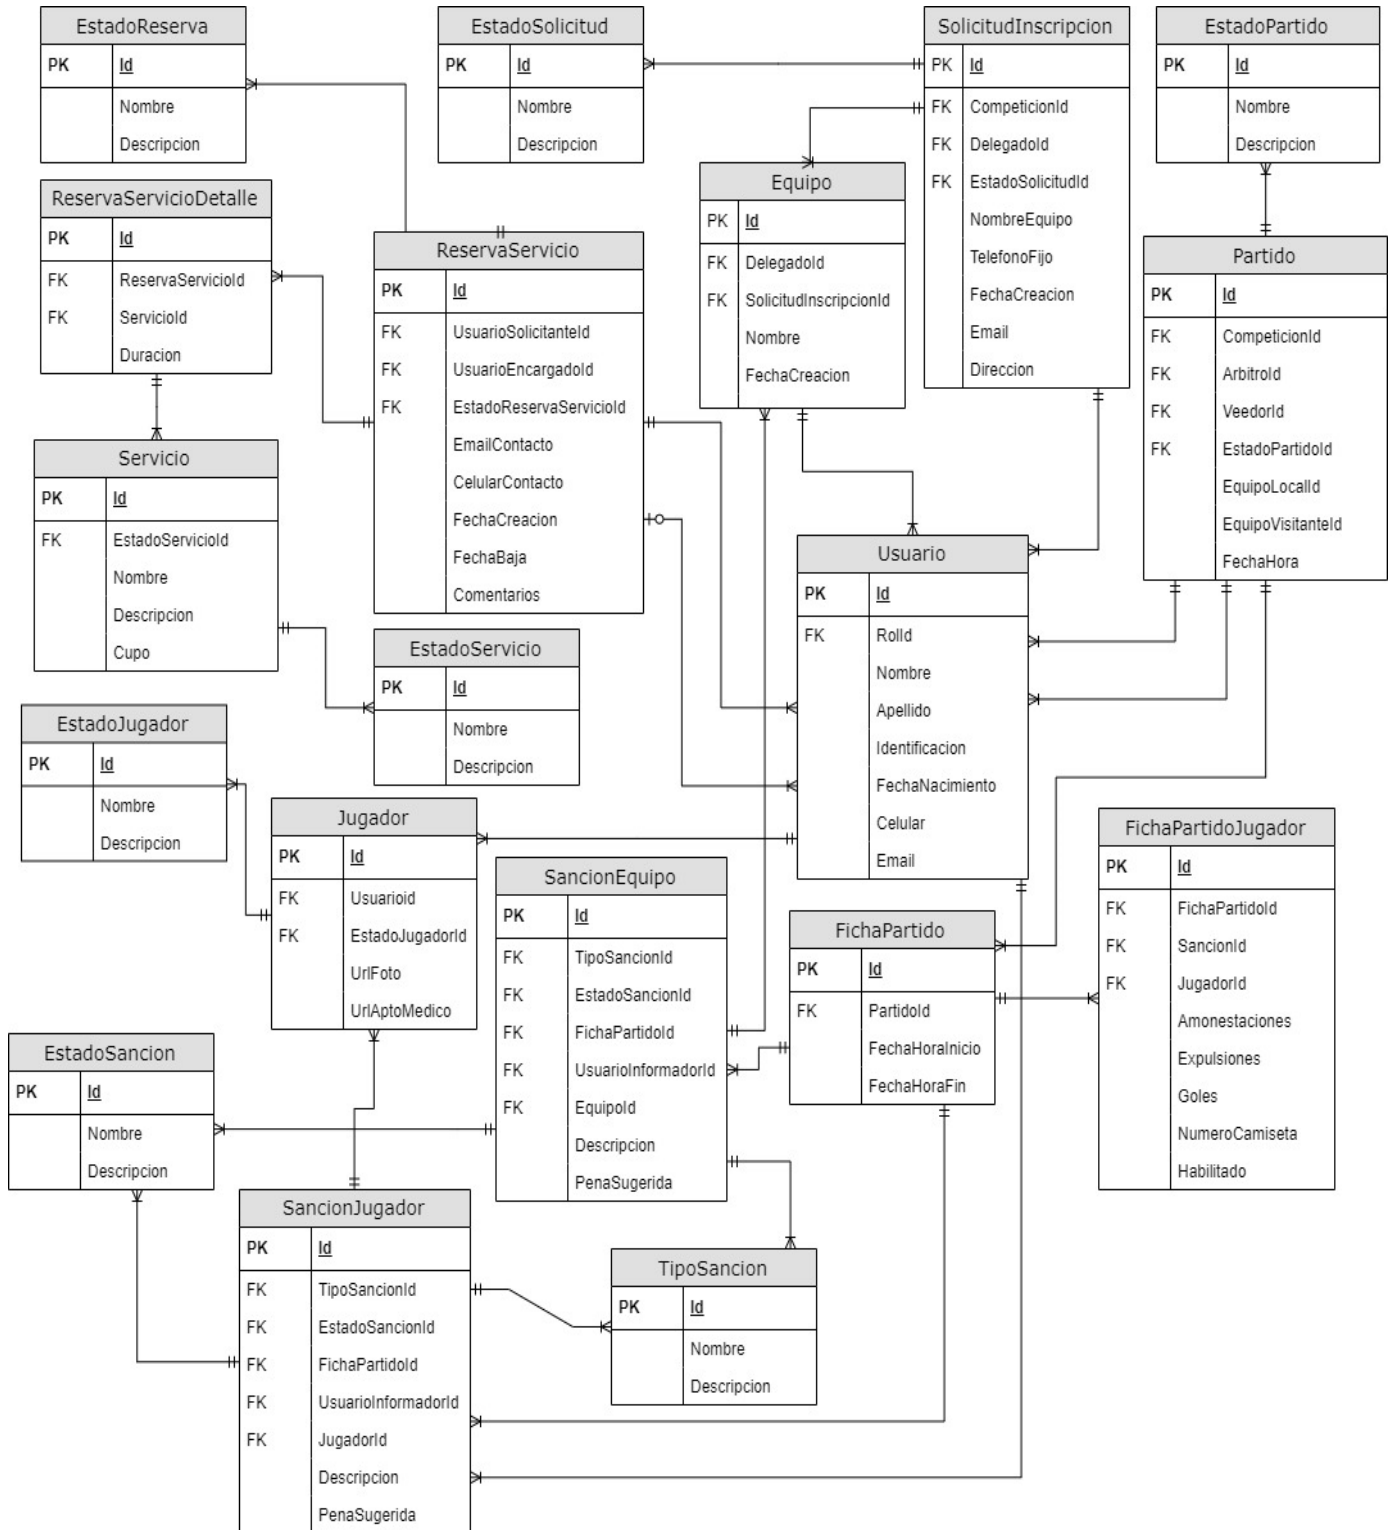 EstadoReserva
PK Id
Nombre
Descripcion
EstadoSolicitud
PK Id
Nombre
Descripcion
SolicitudInscripcion
PK Id
FK CompeticionId
FK DelegadoId
FK EstadoSolicitudId
NombreEquipo
TelefonoFijo
FechaCreacion
Email
Direccion
EstadoPartido
PK Id
Nombre
Descripcion
ReservaServicioDetalle
PK Id
FK ReservaServicioId
FK ServicioId
Duracion
ReservaServicio
PK Id
FK UsuarioSolicitanteId
FK UsuarioEncargadoId
FK EstadoReservaServicioId
EmailContacto
CelularContacto
FechaCreacion
FechaBaja
Comentarios
Equipo
PK Id
FK DelegadoId
FK SolicitudInscripcionId
Nombre
FechaCreacion
Partido
PK Id
FK CompeticionId
FK ArbitroId
FK VeedorId
FK EstadoPartidoId
EquipoLocalId
EquipoVisitanteId
FechaHora
Servicio
PK Id
FK EstadoServicioId
Nombre
Descripcion
Cupo
EstadoServicio
PK Id
Nombre
Descripcion
Usuario
PK Id
FK RolId
Nombre
Apellido
Identificacion
FechaNacimiento
Celular
Email
EstadoJugador
PK Id
Nombre
Descripcion
Jugador
PK Id
FK Usuarioid
FK EstadoJugadorId
UrlFoto
UrlAptoMedico
SancionEquipo
PK Id
FK TipoSancionId
FK EstadoSancionId
FK FichaPartidoId
FK UsuarioInformadorId
FK EquipoId
Descripcion
PenaSugerida
FichaPartido
PK Id
FK PartidoId
FechaHoraInicio
FechaHoraFin
FichaPartidoJugador
PK Id
FK FichaPartidoId
FK SancionId
FK JugadorId
Amonestaciones
Expulsiones
Goles
NumeroCamiseta
Habilitado
EstadoSancion
PK Id
Nombre
Descripcion
SancionJugador
PK Id
FK TipoSancionId
FK EstadoSancionId
FK FichaPartidoId
FK UsuarioInformadorId
FK JugadorId
Descripcion
PenaSugerida
TipoSancion
PK Id
Nombre
Descripcion